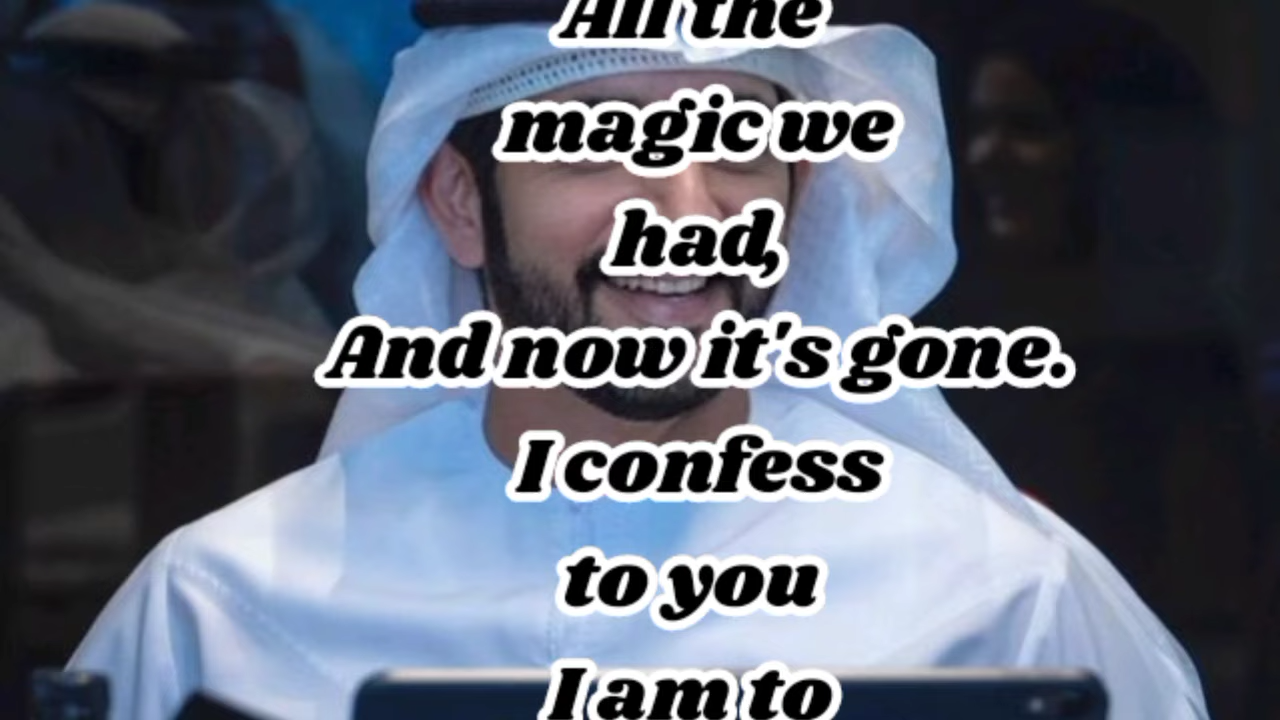 All the
magic we
had,
And now it's gone.
I confess
to you
I am to